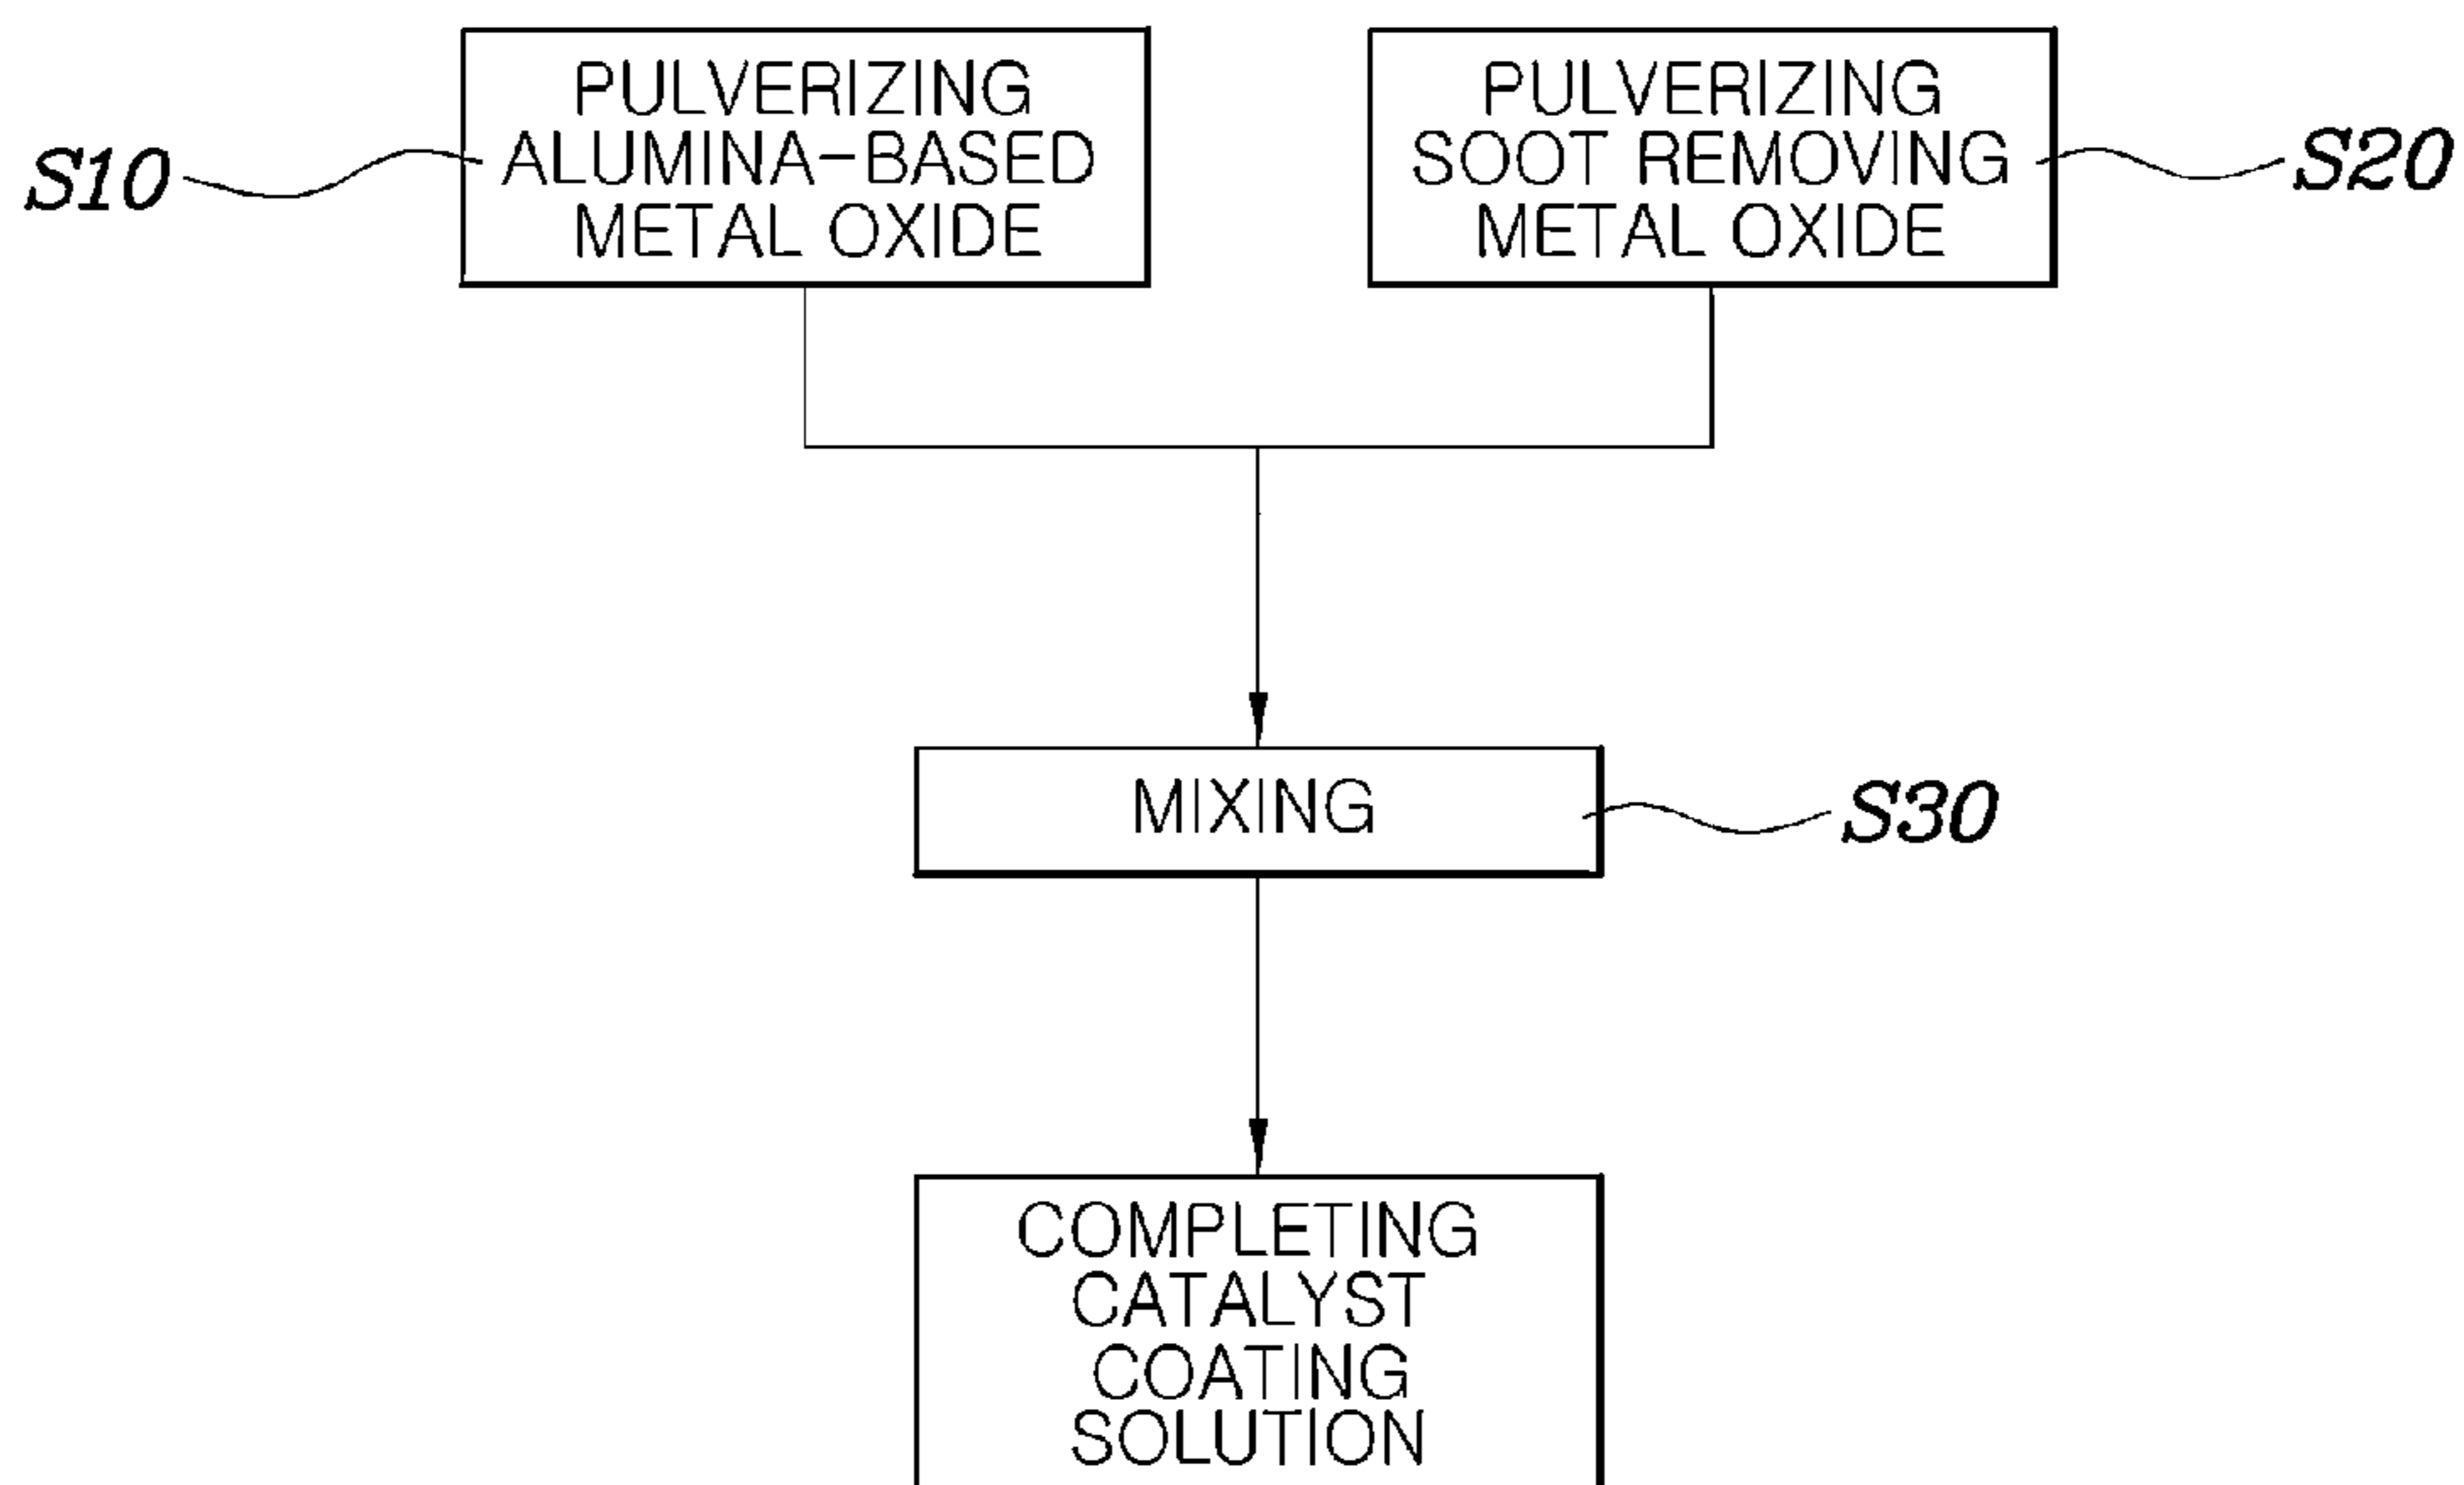 PULVERIZING
ALUMINA-BASED
METAL OXIDE
S10
PULVERIZING
SOOT REMOVING
METAL OXIDE
S20
MIXING
S30
COMPLETING
CATALYST
COATING
SOLUTION